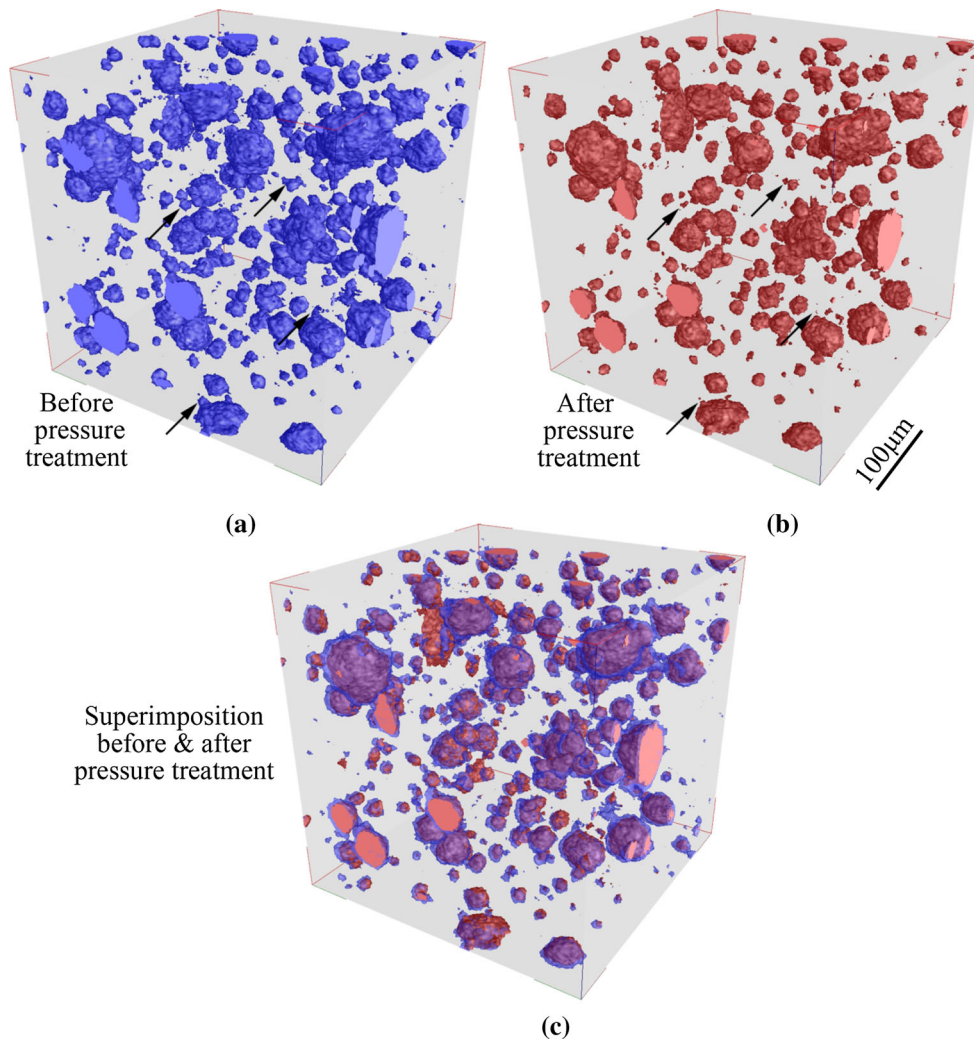 Before
pressure
treatment
After
pressure
treatment
100µm
(a)
(b)
Superimposition
before & after
pressure treatment
(c)